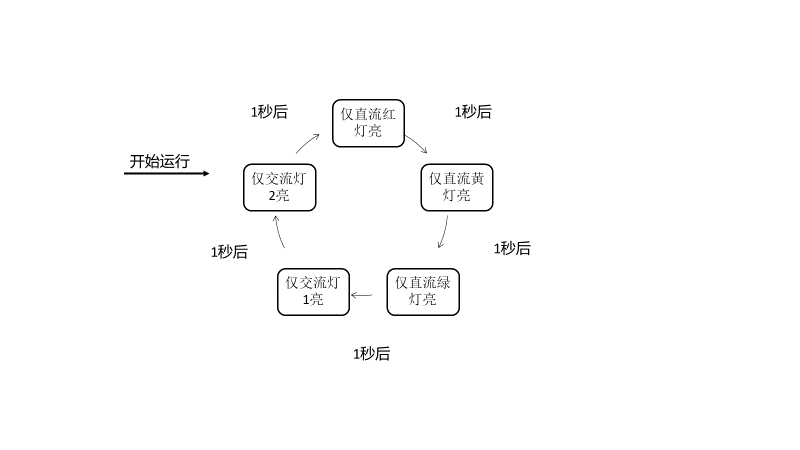 1秒后
仅直流红
灯亮
1秒后
开始运行
仅交流灯
2亮
仅直流黄
灯亮
1秒后
1秒后
仅交流灯
1亮
仅直流绿
灯亮
1秒后